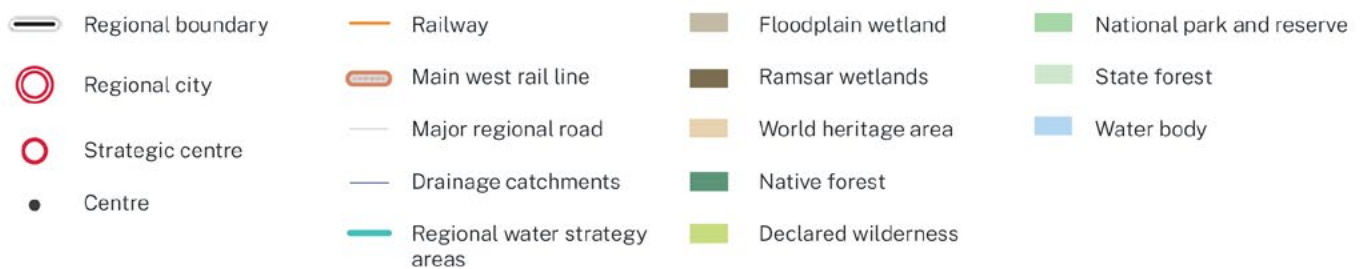 Regional boundary
Regional city
Strategic centre
Centre
Railway
Main west rail line
Major regional road
Drainage catchments
Regional water strategy
areas
Floodplain wetland
Ramsar wetlands
World heritage area
Native forest
Declared wilderness
National park and reserve
State forest
Water body